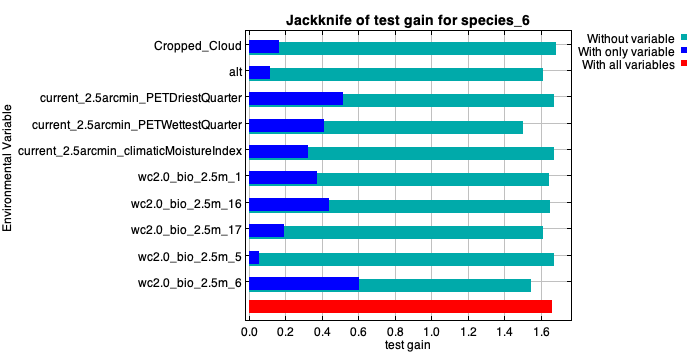 Jackknife of test gain for species_6
Without variable
With only variable
With all variables
Environmental Variable
Cropped_Cloud
alt
current_2.5arcmin_PETDriestQuarter
current_2.5arcmin_PETWettestQuarter
current_2.5arcmin_climaticMoistureIndex
wc2.0_bio_2.5m_1
wc2.0_bio_2.5m_16
wc2.0_bio_2.5m_17
wc2.0_bio_2.5m_5
wc2.0_bio_2.5m_6
0.0 0.2 0.4 0.6 0.8 1.0 1.2 1.4 1.6
test gain